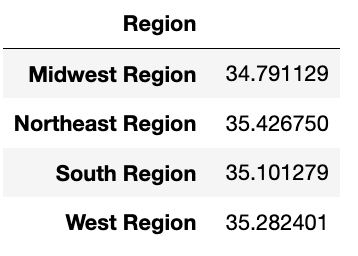 Region
Midwest Region 34.791129
Northeast Region 35.426750
South Region 35.101279
West Region 35.282401